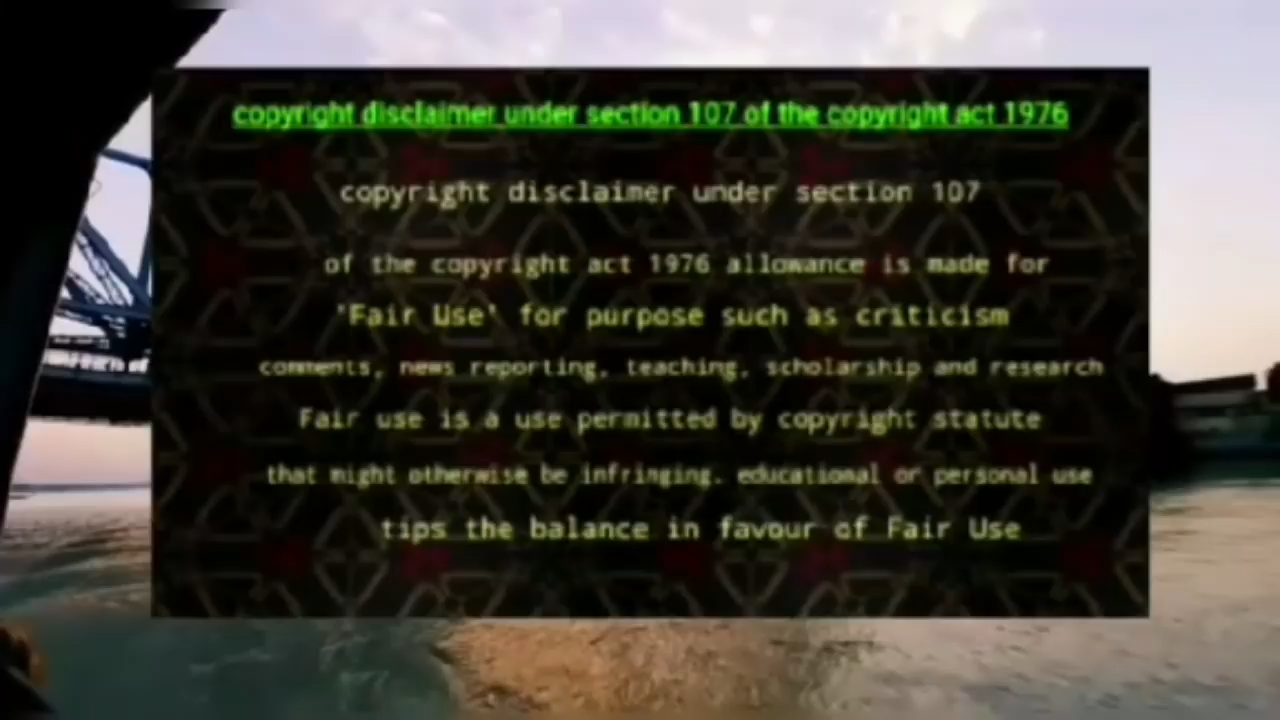 copyright disclaimer under section 107 of the copyright act 1976
copyright disclaimer under section 107
of the copyright act 1976 allowance is made for
'Fair Use' for purpose such as criticism
comments, news reporting, teaching, scholarship and research
Fair use is a use permitted by copyright statute
that might otherwise be infringing. educational or personal use
tips the balance in favour of Fair Use